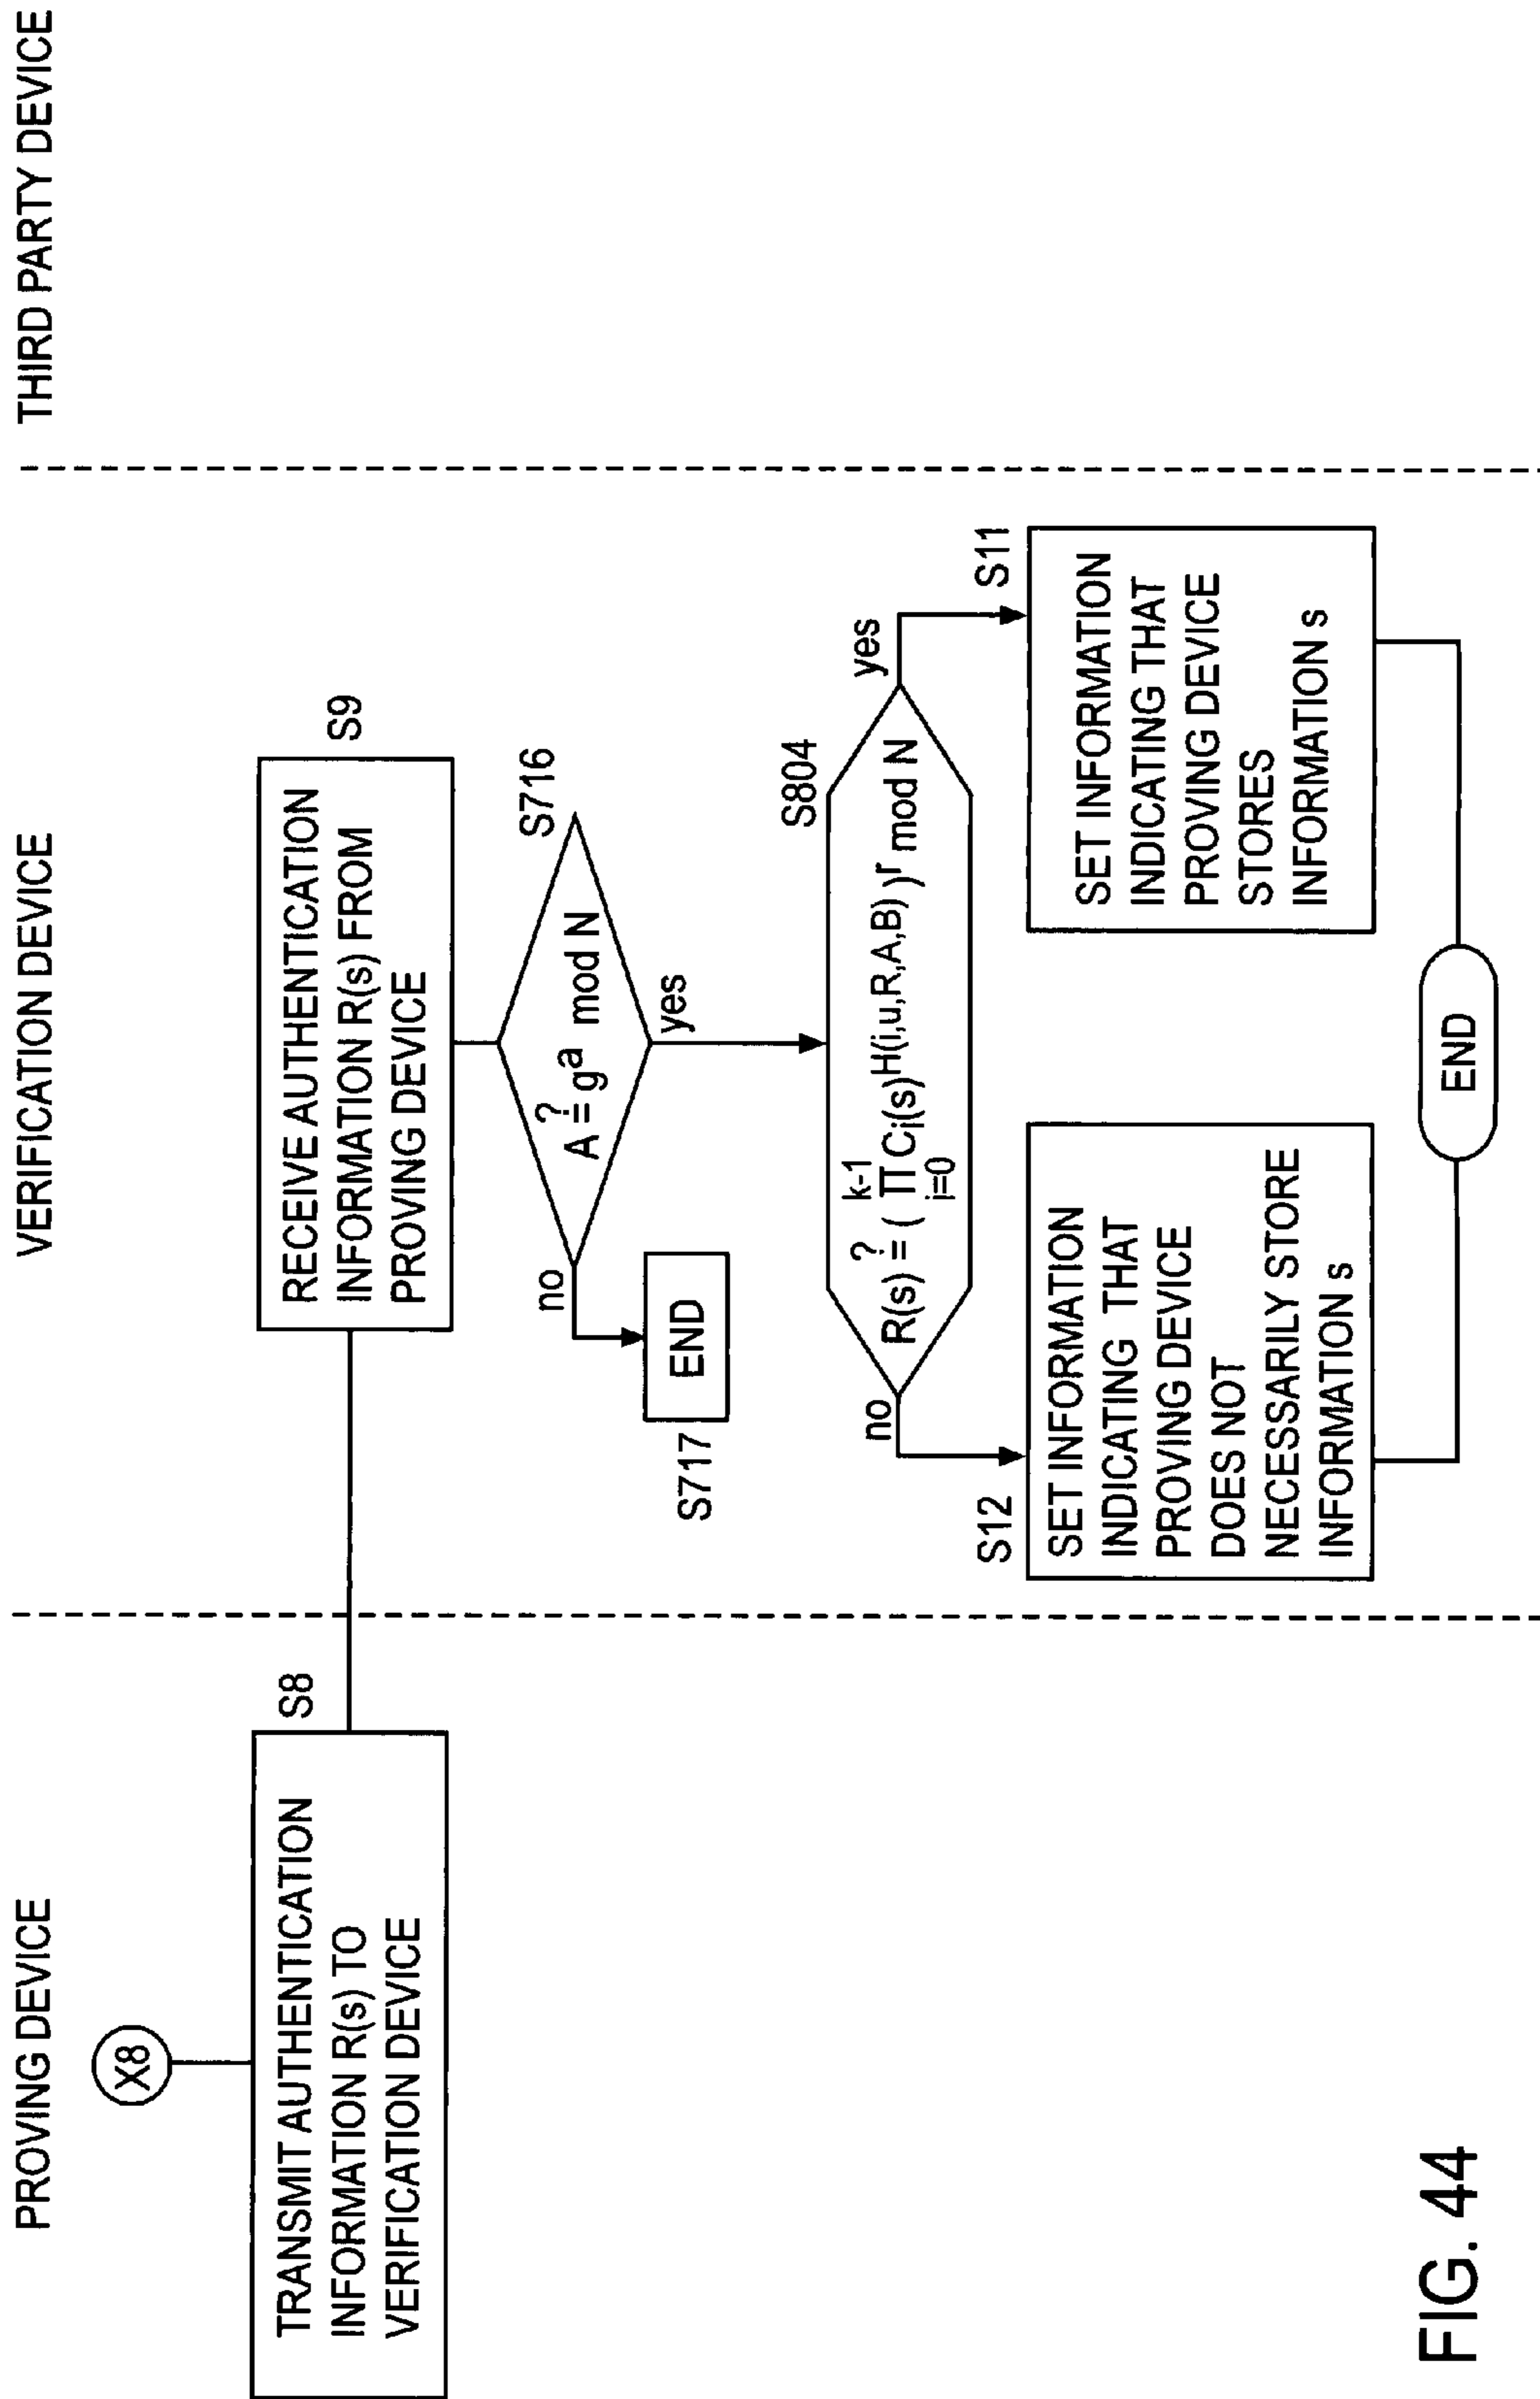 PROVING DEVICE
VERIFICATION DEVICE
THIRD PARTY DEVICE
X8
S8
TRANSMIT AUTHENTICATION
INFORMATION R(s) TO
VERIFICATION DEVICE
S9
RECEIVE AUTHENTICATION
INFORMATION R(s) FROM
PROVING DEVICE
S716
A ≟ g^a mod N
no
yes
S717
END
S804
R(s) ≟ ( ∏_{i=0}^{k-1} C_i(s)^{H(i,u,R,A,B)} )^r mod N
no
yes
S12
SET INFORMATION
INDICATING THAT
PROVING DEVICE
DOES NOT
NECESSARILY STORE
INFORMATION s
S11
SET INFORMATION
INDICATING THAT
PROVING DEVICE
STORES
INFORMATION s
END
FIG. 44